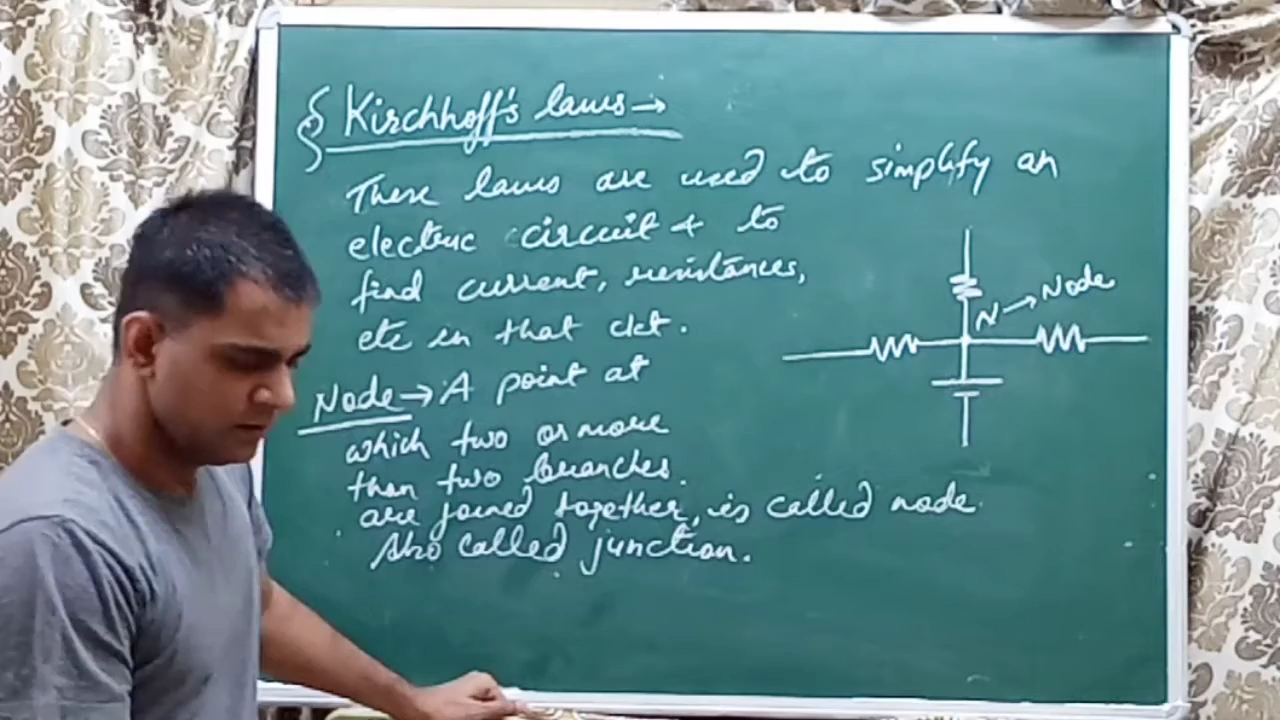 § Kirchhoff's laws →
These laws are used to simplify an
electric circuit & to
find current, resistances,
etc in that ckt.
Node → A point at
which two or more
than two branches.
are joined together, is called node.
Also called junction.
N → Node